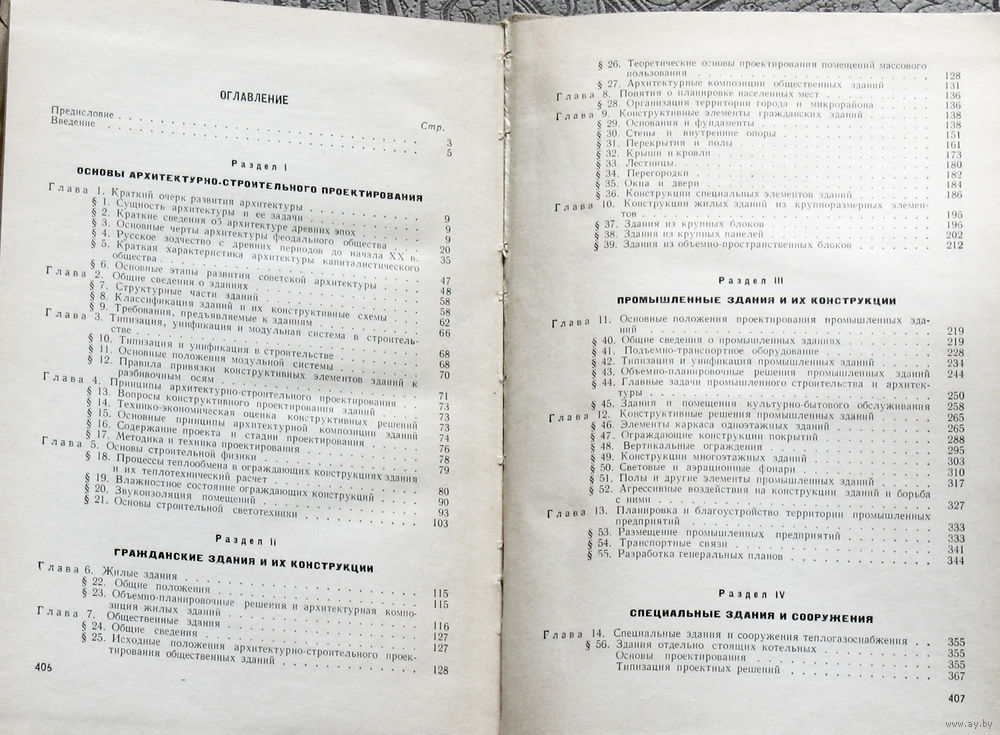 ОГЛАВЛЕНИЕ
Стр.
Предисловие . . . 3
Введение . . . 5
Раздел I
ОСНОВЫ АРХИТЕКТУРНО-СТРОИТЕЛЬНОГО ПРОЕКТИРОВАНИЯ
Глава 1. Краткий очерк развития архитектуры . . . 9
§ 1. Сущность архитектуры и ее задачи . . . 9
§ 2. Краткие сведения об архитектуре древних эпох . . . 9
§ 3. Основные черты архитектуры феодального общества . . . 20
§ 4. Русское зодчество с древних периодов до начала XX в. 35
§ 5. Краткая характеристика архитектуры капиталистического
общества . . . 47
§ 6. Основные этапы развития советской архитектуры . . . 48
Глава 2. Общие сведения о зданиях . . . 58
§ 7. Структурные части зданий . . . 58
§ 8. Классификация зданий и их конструктивные схемы . . . 62
§ 9. Требования, предъявляемые к зданиям . . . 66
Глава 3. Типизация, унификация и модульная система в строитель-
стве . . . 68
§ 10. Типизация и унификация в строительстве . . . 68
§ 11. Основные положения модульной системы . . . 70
§ 12. Правила привязки конструктивных элементов зданий к
разбивочным осям . . . 71
Глава 4. Принципы архитектурно-строительного проектирования . . . 73
§ 13. Вопросы конструктивного проектирования зданий . . . 73
§ 14. Технико-экономическая оценка конструктивных решений 73
§ 15. Основные принципы архитектурной композиции зданий 74
§ 16. Содержание проекта и стадии проектирования . . . 76
§ 17. Методика и техника проектирования . . . 78
Глава 5. Основы строительной физики . . . 79
§ 18. Процессы теплообмена в ограждающих конструкциях здания
и их теплотехнический расчет . . . 80
§ 19. Влажностное состояние ограждающих конструкций . . . 90
§ 20. Звукоизоляция помещений . . . 93
§ 21. Основы строительной светотехники . . . 103
Раздел II
ГРАЖДАНСКИЕ ЗДАНИЯ И ИХ КОНСТРУКЦИИ
Глава 6. Жилые здания . . . 115
§ 22. Общие положения . . . 115
§ 23. Объемно-планировочные решения и архитектурная компо-
зиция жилых зданий . . . 116
Глава 7. Общественные здания . . . 127
§ 24. Общие сведения . . . 127
§ 25. Исходные положения архитектурно-строительного проек-
тирования общественных зданий . . . 128
406
§ 26. Теоретические основы проектирования помещений массового
пользования . . . 128
§ 27. Архитектурные композиции общественных зданий . . . 131
Глава 8. Понятия о планировке населенных мест . . . 136
§ 28. Организация территории города и микрорайона . . . 136
Глава 9. Конструктивные элементы гражданских зданий . . . 138
§ 29. Основания и фундаменты . . . 138
§ 30. Стены и внутренние опоры . . . 151
§ 31. Перекрытия и полы . . . 161
§ 32. Крыши и кровли . . . 173
§ 33. Лестницы . . . 180
§ 34. Перегородки . . . 182
§ 35. Окна и двери . . . 184
§ 36. Конструкции специальных элементов зданий . . . 186
Глава 10. Конструкции жилых зданий из крупноразмерных элемен-
тов . . . 196
§ 37. Здания из крупных блоков . . . 196
§ 38. Здания из крупных панелей . . . 202
§ 39. Здания из объемно-пространственных блоков . . . 212
Раздел III
ПРОМЫШЛЕННЫЕ ЗДАНИЯ И ИХ КОНСТРУКЦИИ
Глава 11. Основные положения проектирования промышленных зда-
ний . . . 219
§ 40. Общие сведения о промышленных зданиях . . . 219
§ 41. Подъемно-транспортное оборудование . . . 228
§ 42. Типизация и унификация промышленных зданий . . . 234
§ 43. Объемно-планировочные решения промышленных зданий 244
§ 44. Главные задачи промышленного строительства и архитек-
туры . . . 250
§ 45. Здания и помещения культурно-бытового обслуживания 258
Глава 12. Конструктивные решения промышленных зданий . . . 265
§ 46. Элементы каркаса одноэтажных зданий . . . 265
§ 47. Ограждающие конструкции покрытий . . . 288
§ 48. Вертикальные ограждения . . . 295
§ 49. Конструкции многоэтажных зданий . . . 303
§ 50. Световые и аэрационные фонари . . . 310
§ 51. Полы и другие элементы промышленных зданий . . . 317
§ 52. Агрессивные воздействия на конструкции зданий и борьба
с ними . . . 327
Глава 13. Планировка и благоустройство территории промышленных
предприятий . . . 333
§ 53. Размещение промышленных предприятий . . . 333
§ 54. Транспортные связи . . . 341
§ 55. Разработка генеральных планов . . . 344
Раздел IV
СПЕЦИАЛЬНЫЕ ЗДАНИЯ И СООРУЖЕНИЯ
Глава 14. Специальные здания и сооружения теплогазоснабжения . . 355
§ 56. Здания отдельно стоящих котельных . . . 355
Основы проектирования . . . 355
Типизация проектных решений . . . 367
407
www.ay.by